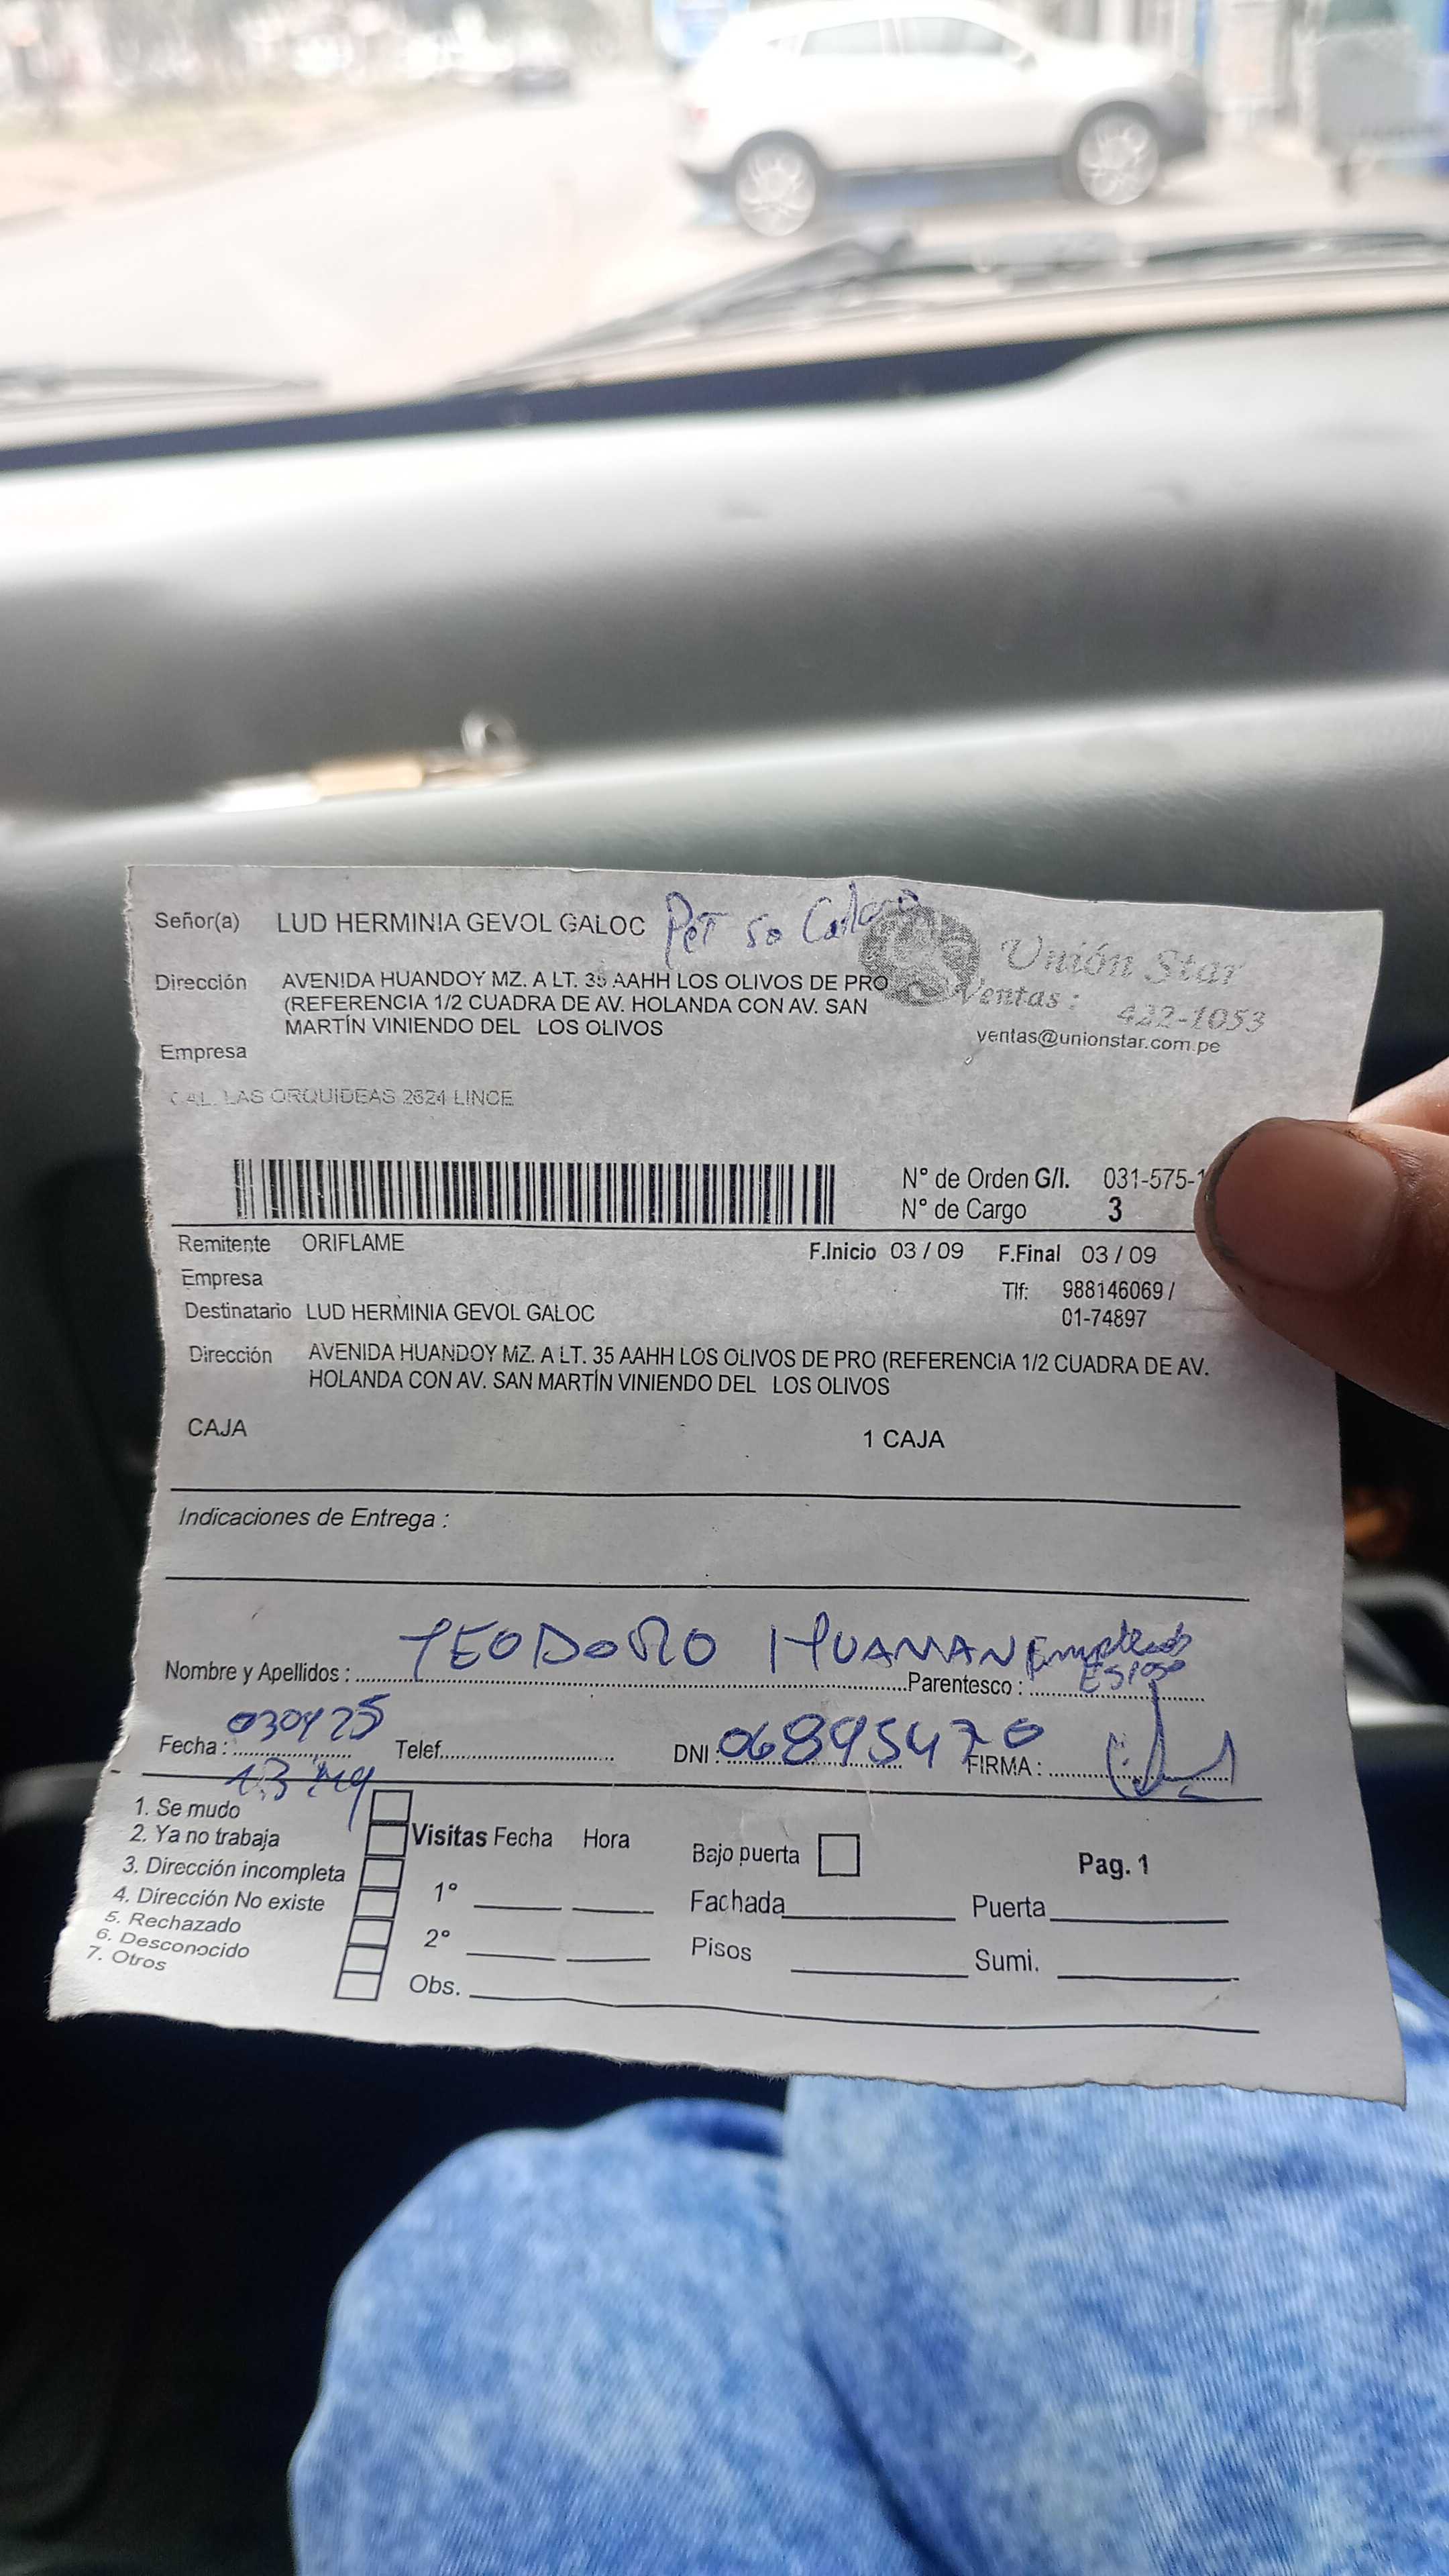 Señor(a) LUD HERMINIA GEVOL GALOC
Unión Star
Dirección AVENIDA HUANDOY MZ. A LT. 35 AAHH LOS OLIVOS DE PRO
(REFERENCIA 1/2 CUADRA DE AV. HOLANDA CON AV. SAN
MARTÍN VINIENDO DEL LOS OLIVOS
Ventas : 422-1053
ventas@unionstar.com.pe
Empresa
CAL. LAS ORQUIDEAS 2624 LINCE
N° de Orden G/I. 031-575-1
N° de Cargo 3
Remitente ORIFLAME
F.Inicio 03 / 09 F.Final 03 / 09
Empresa
Tlf: 988146069 /
01-74897
Destinatario LUD HERMINIA GEVOL GALOC
Dirección AVENIDA HUANDOY MZ. A LT. 35 AAHH LOS OLIVOS DE PRO (REFERENCIA 1/2 CUADRA DE AV.
HOLANDA CON AV. SAN MARTÍN VINIENDO DEL LOS OLIVOS
CAJA 1 CAJA
Indicaciones de Entrega :
Nombre y Apellidos : TEODORO HUAMAN Parentesco : Esposo
Fecha : Telef. DNI : 06895470 FIRMA :
1. Se mudo
2. Ya no trabaja
3. Dirección incompleta
4. Dirección No existe
5. Rechazado
6. Desconocido
7. Otros
Visitas Fecha Hora
1°
2°
Obs.
Bajo puerta
Fachada Puerta
Pisos Sumi.
Pag. 1